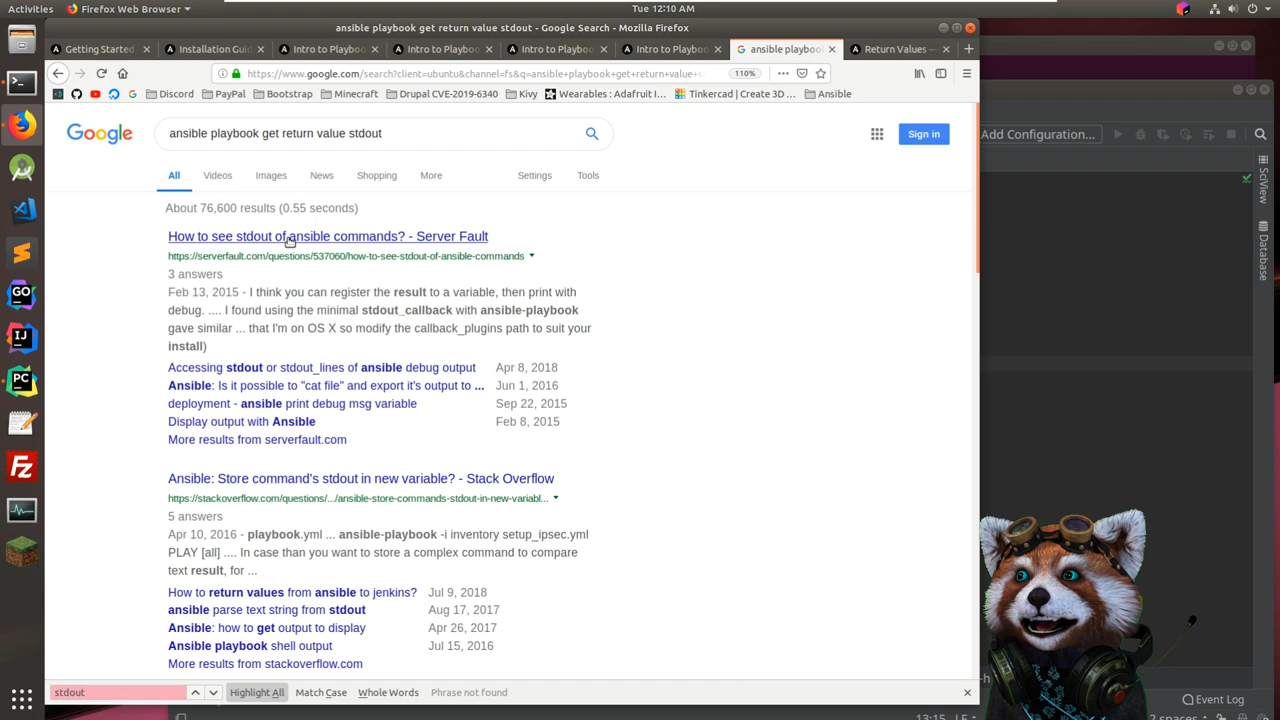 Activities
Firefox Web Browser
Tue 12:10 AM
ansible playbook get return value stdout - Google Search - Mozilla Firefox
Getting Started
Installation Guid
Intro to Playboo
Intro to Playboo
Intro to Playboo
Intro to Playboo
ansible playboo
Return Values —
https://www.google.com/search?client=ubuntu&channel=fs&q=ansible+playbook+get+return+value+s
110%
Discord
PayPal
Bootstrap
Minecraft
Drupal CVE-2019-6340
Kivy
Wearables : Adafruit I...
Tinkercad | Create 3D ...
Ansible
Google
ansible playbook get return value stdout
Sign in
Add Configuration...
All
Videos
Images
News
Shopping
More
Settings
Tools
SciView
Database
About 76,600 results (0.55 seconds)
How to see stdout of ansible commands? - Server Fault
https://serverfault.com/questions/537060/how-to-see-stdout-of-ansible-commands
3 answers
Feb 13, 2015 - I think you can register the result to a variable, then print with
debug. .... I found using the minimal stdout_callback with ansible-playbook
gave similar ... that I'm on OS X so modify the callback_plugins path to suit your
install)
Accessing stdout or stdout_lines of ansible debug output Apr 8, 2018
Ansible: Is it possible to "cat file" and export it's output to ... Jun 1, 2016
deployment - ansible print debug msg variable Sep 22, 2015
Display output with Ansible Feb 8, 2015
More results from serverfault.com
Ansible: Store command's stdout in new variable? - Stack Overflow
https://stackoverflow.com/questions/.../ansible-store-commands-stdout-in-new-variabl...
5 answers
Apr 10, 2016 - playbook.yml ... ansible-playbook -i inventory setup_ipsec.yml
PLAY [all] .... In case than you want to store a complex command to compare
text result, for ...
How to return values from ansible to jenkins? Jul 9, 2018
ansible parse text string from stdout Aug 17, 2017
Ansible: how to get output to display Apr 26, 2017
Ansible playbook shell output Jul 15, 2016
More results from stackoverflow.com
stdout
Highlight All
Match Case
Whole Words
Phrase not found
GO
IJ
PC
FZ
-h
Event Log
13:15
LF
2 spaces